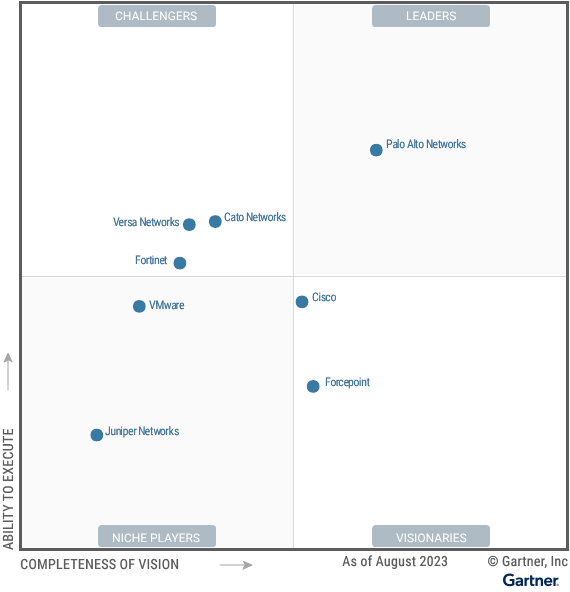 CHALLENGERS
LEADERS
Palo Alto Networks
Versa Networks
Cato Networks
Fortinet
VMware
Cisco
Forcepoint
Juniper Networks
NICHE PLAYERS
VISIONARIES
ABILITY TO EXECUTE
COMPLETENESS OF VISION
As of August 2023
© Gartner, Inc
Gartner